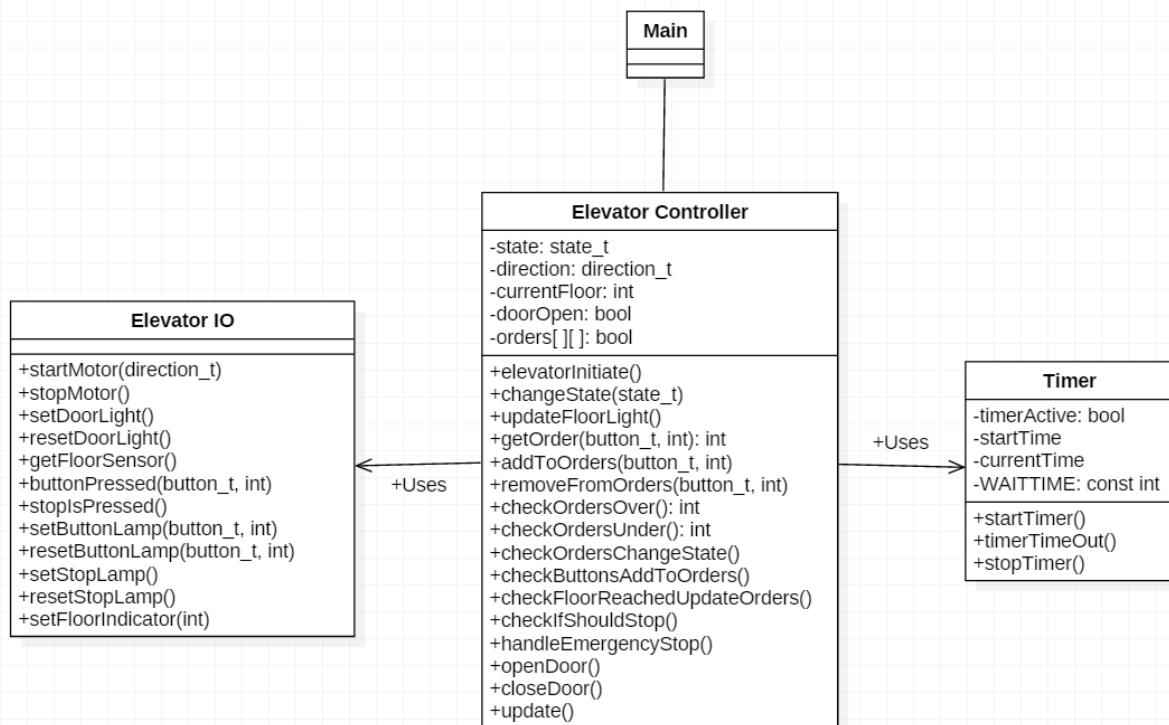 Main
Elevator Controller
-state: state_t
-direction: direction_t
-currentFloor: int
-doorOpen: bool
-orders[ ][ ]: bool
+elevatorInitiate()
+changeState(state_t)
+updateFloorLight()
+getOrder(button_t, int): int
+addToOrders(button_t, int)
+removeFromOrders(button_t, int)
+checkOrdersOver(): int
+checkOrdersUnder(): int
+checkOrdersChangeState()
+checkButtonsAddToOrders()
+checkFloorReachedUpdateOrders()
+checkIfShouldStop()
+handleEmergencyStop()
+openDoor()
+closeDoor()
+update()
Elevator IO
+startMotor(direction_t)
+stopMotor()
+setDoorLight()
+resetDoorLight()
+getFloorSensor()
+buttonPressed(button_t, int)
+stopIsPressed()
+setButtonLamp(button_t, int)
+resetButtonLamp(button_t, int)
+setStopLamp()
+resetStopLamp()
+setFloorIndicator(int)
+Uses
+Uses
Timer
-timerActive: bool
-startTime
-currentTime
-WAITTIME: const int
+startTimer()
+timerTimeOut()
+stopTimer()